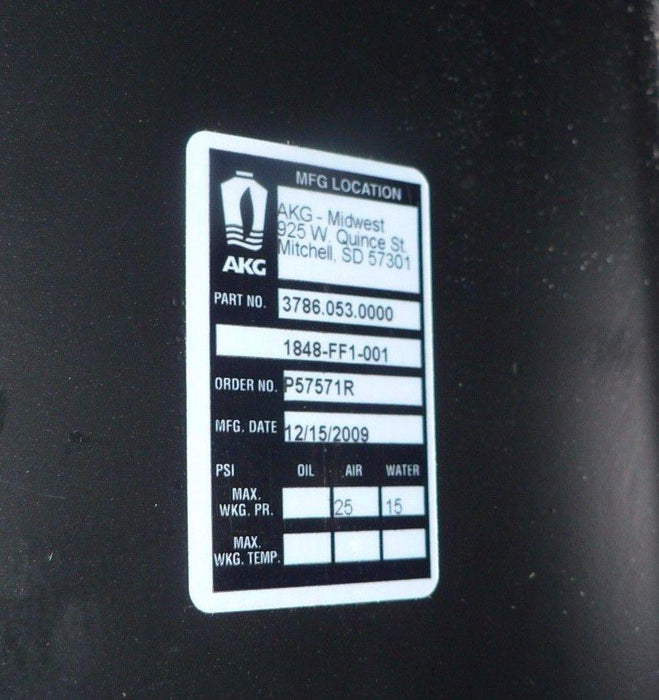 MFG LOCATION
AKG - Midwest
925 W. Quince St.
Mitchell, SD 57301
AKG
PART NO. 3786.053.0000
1848-FF1-001
ORDER NO. P57571R
MFG. DATE 12/15/2009
PSI OIL AIR WATER
MAX.
WKG. PR. 25 15
MAX.
WKG. TEMP.